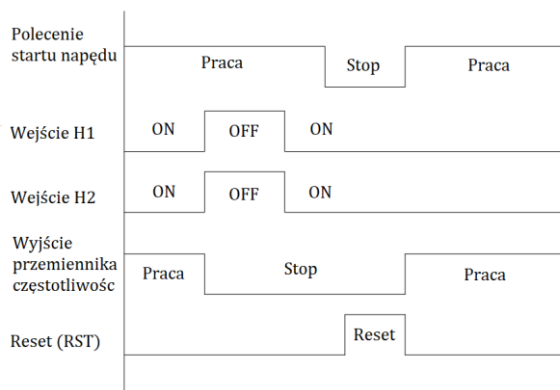 Polecenie
startu napędu
Praca Stop Praca
Wejście H1
ON OFF ON
Wejście H2
ON OFF ON
Wyjście
przemiennika
częstotliwośc
Praca Stop Praca
Reset (RST)
Reset